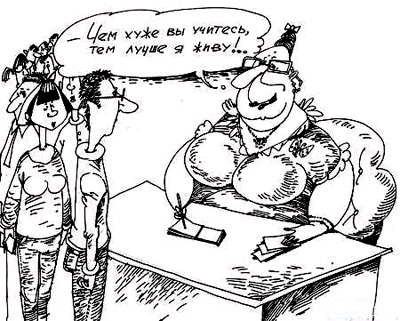 — Чем хуже вы учитесь,
тем лучше я живу!...